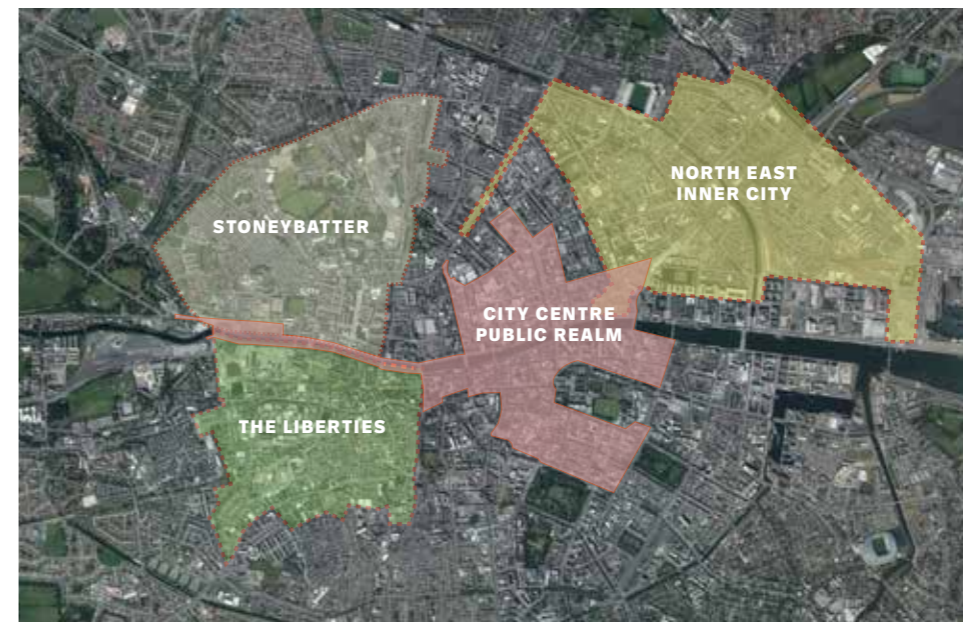 NORTH EAST
INNER CITY
STONEYBATTER
CITY CENTRE
PUBLIC REALM
THE LIBERTIES